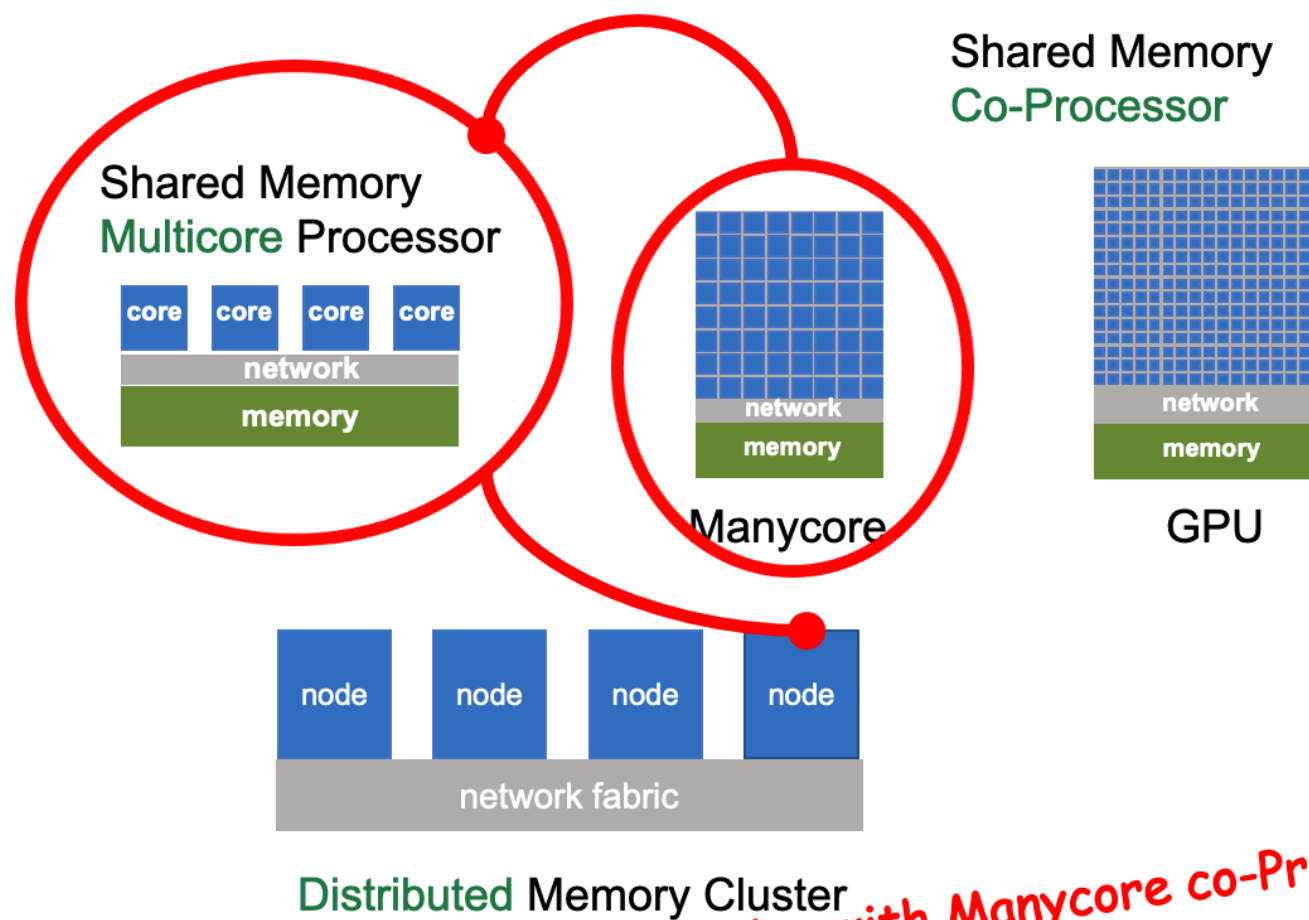 Shared Memory
Co-Processor
Shared Memory
Multicore Processor
core core core core
network
memory
network
memory
Manycore
network
memory
GPU
node node node node
network fabric
Distributed Memory Cluster
with Manycore co-Pr